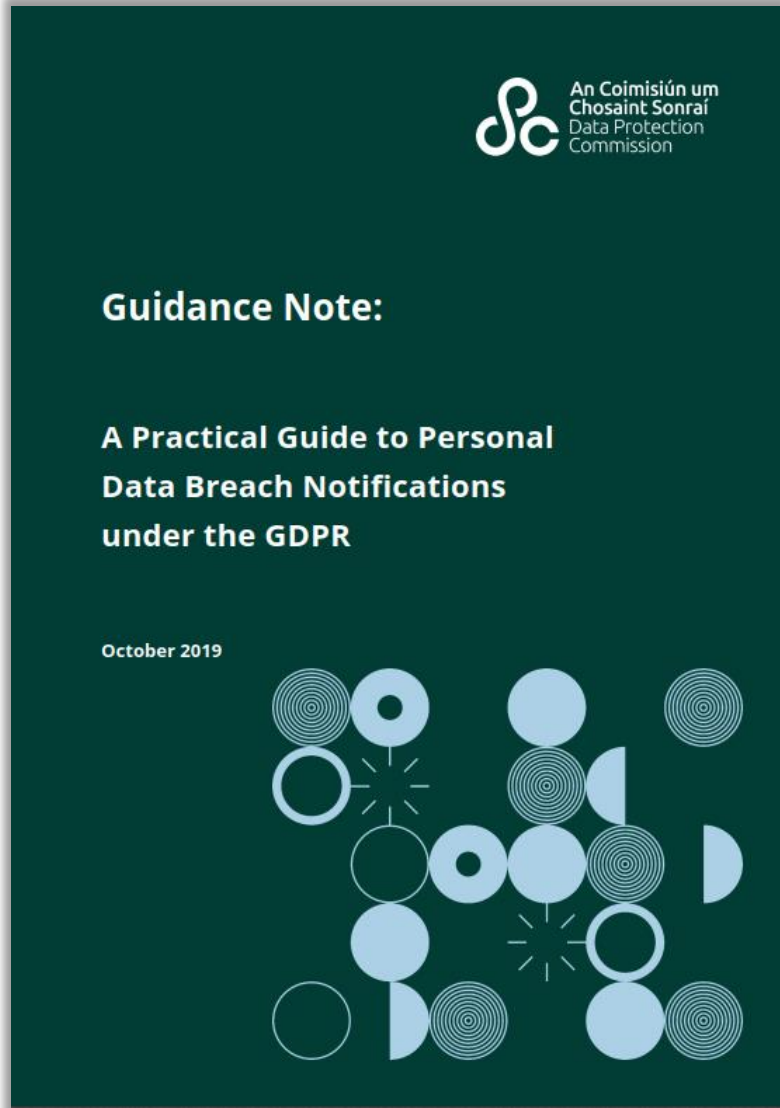 An Coimisiún um
Chosaint Sonraí
Data Protection
Commission
Guidance Note:
A Practical Guide to Personal
Data Breach Notifications
under the GDPR
October 2019